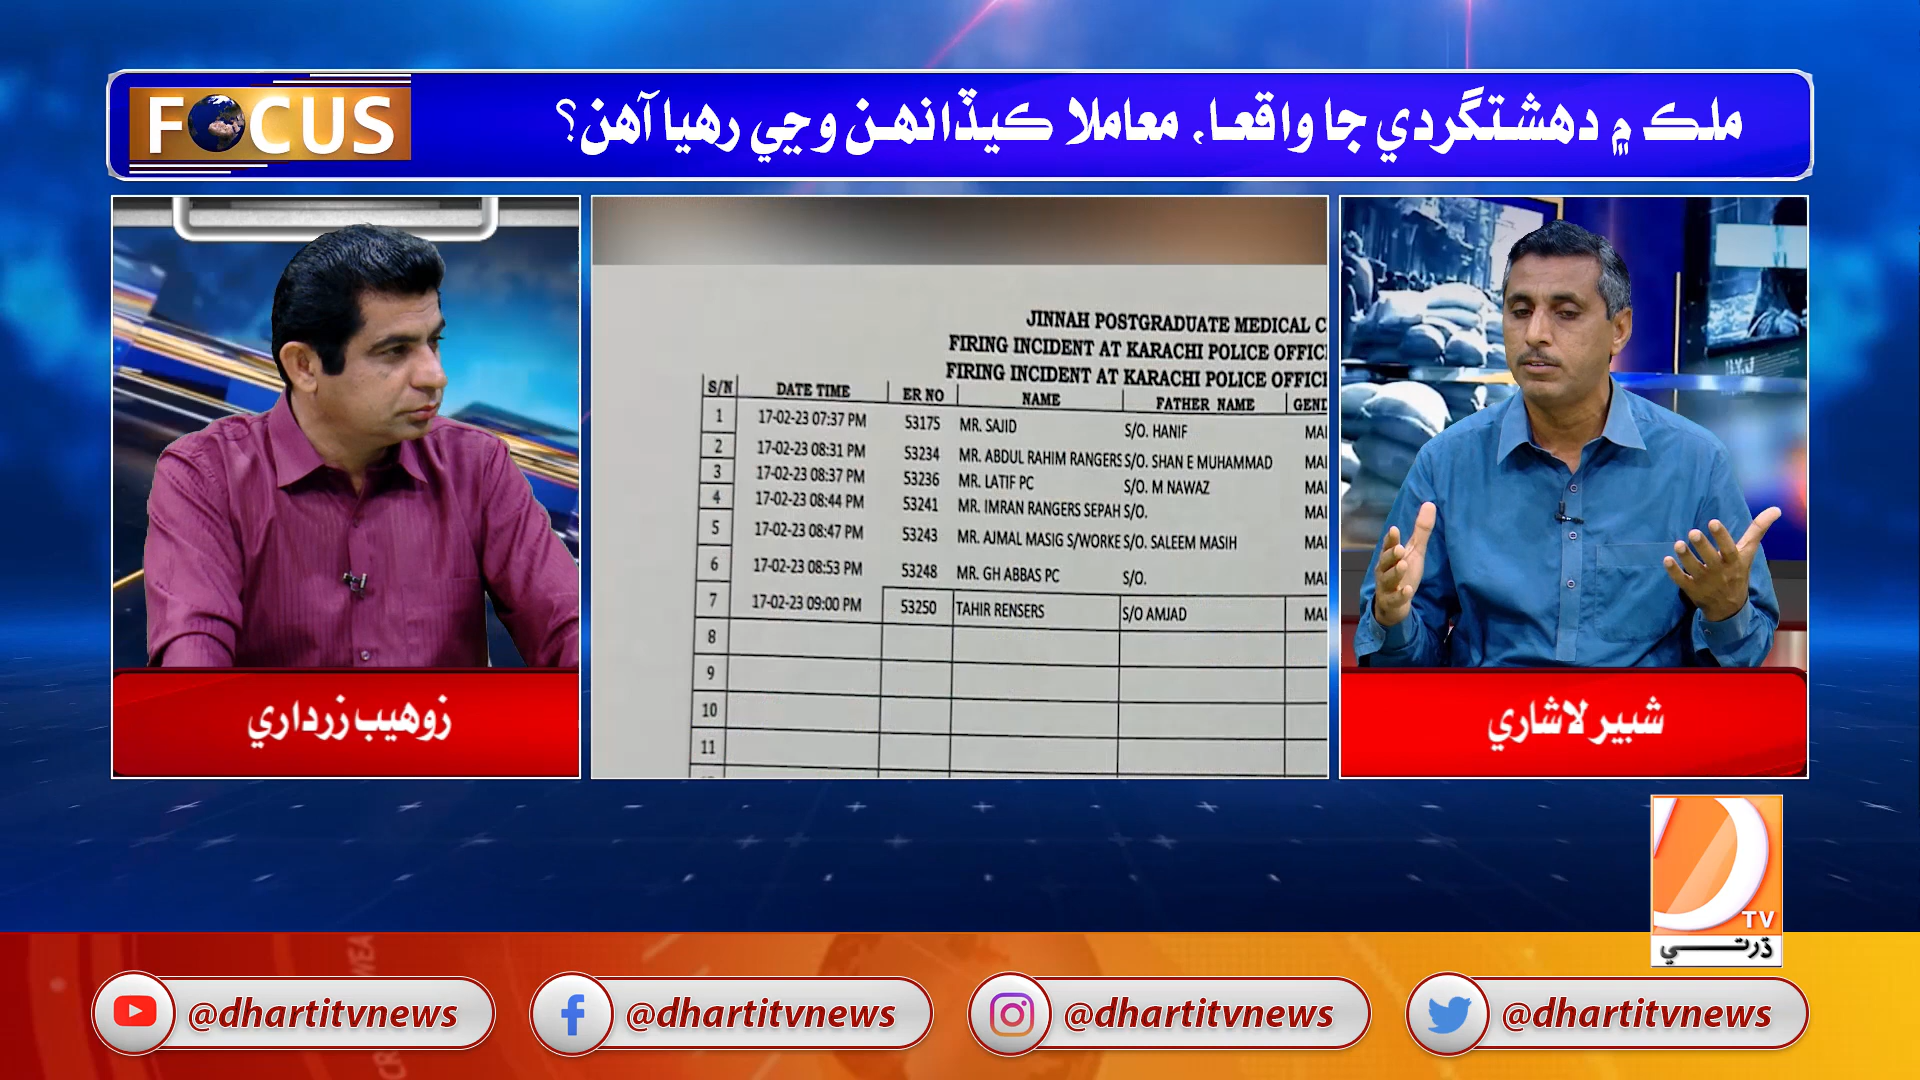 FOCUS
ملڪ ۾ دهشتگردي جا واقعا، معاملا ڪيڏانهن وڃي رهيا آهن؟
JINNAH POSTGRADUATE MEDICAL C
FIRING INCIDENT AT KARACHI POLICE OFFIC
FIRING INCIDENT AT KARACHI POLICE OFFIC
S/N DATE TIME ER NO NAME FATHER NAME GEND
1 17-02-23 07:37 PM 53175 MR. SAJID S/O. HANIF MAL
2 17-02-23 08:31 PM 53234 MR. ABDUL RAHIM RANGERS S/O. SHAN E MUHAMMAD MAL
3 17-02-23 08:37 PM 53236 MR. LATIF PC S/O. M NAWAZ MAL
4 17-02-23 08:44 PM 53241 MR. IMRAN RANGERS SEPAH S/O. MAL
5 17-02-23 08:47 PM 53243 MR. AJMAL MASIG S/WORKE S/O. SALEEM MASIH MAL
6 17-02-23 08:53 PM 53248 MR. GH ABBAS PC S/O. MAL
7 17-02-23 09:00 PM 53250 TAHIR RENSERS S/O AMJAD MAL
8
9
10
11
زوهيب زرداري
شبير لاشاري
TV
ڌرتي
@dhartitvnews
@dhartitvnews
@dhartitvnews
@dhartitvnews